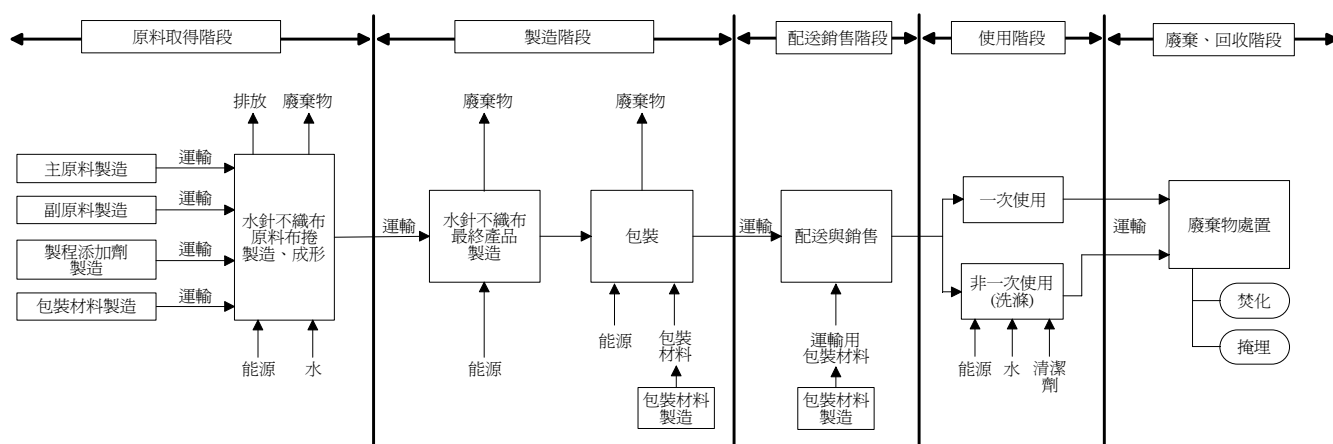 原料取得階段
製造階段
配送銷售階段
使用階段
廢棄、回收階段
排放
廢棄物
主原料製造
運輸
副原料製造
運輸
製程添加劑
製造
運輸
包裝材料製造
運輸
水針不織布
原料布捲
製造、成形
能源
水
運輸
廢棄物
水針不織布
最終產品
製造
能源
廢棄物
包裝
能源
包裝
材料
包裝材料
製造
運輸
配送與銷售
運輸用
包裝材料
包裝材料
製造
一次使用
非一次使用
(洗滌)
能源
水
清潔
劑
運輸
廢棄物處置
焚化
掩埋